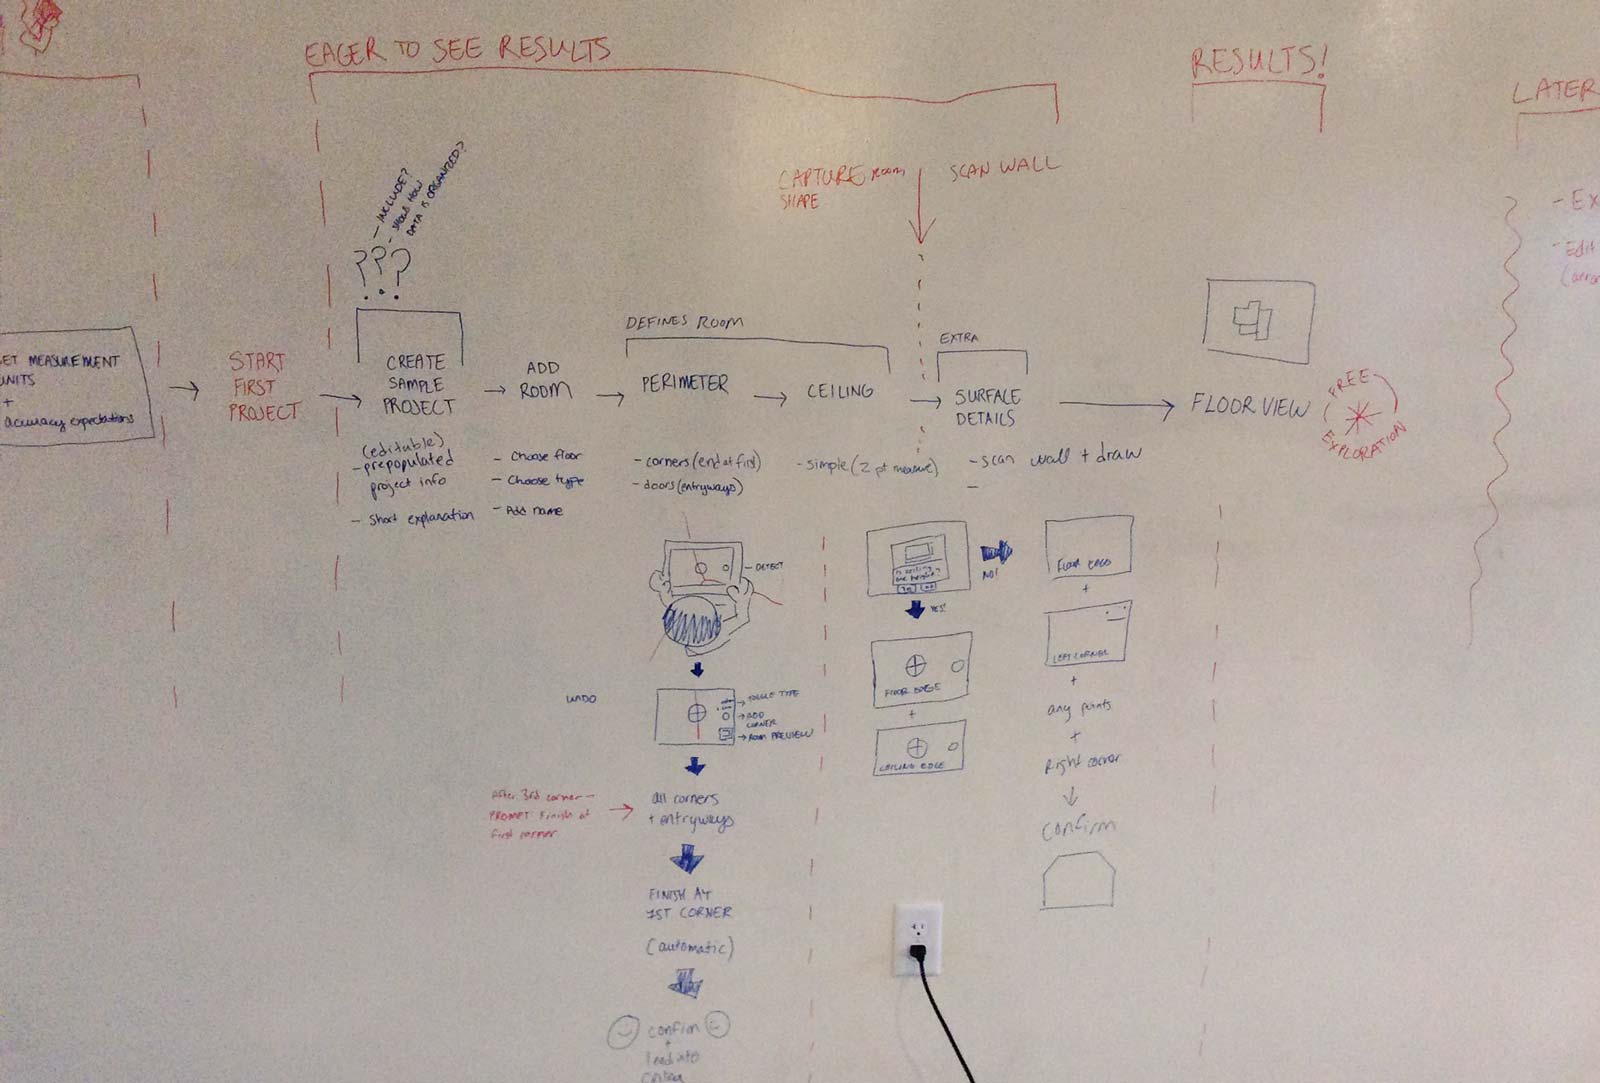 EAGER TO SEE RESULTS
RESULTS!
LATER
CAPTURE room
SHAPE
SCAN WALL
- INCLUDE?
- SHOW HOW
DATA IS ORGANIZED?
???
- Ex
- Edit
DEFINES ROOM
EXTRA
ET MEASUREMENT
UNITS
+
accuracy expectations
START
FIRST
PROJECT
CREATE
SAMPLE
PROJECT
ADD
ROOM
PERIMETER
CEILING
SURFACE
DETAILS
FLOOR VIEW
FREE
EXPLORATION
(editable)
- prepopulated
project info
- Short explanation
- Choose floor
- Choose type
- Add name
- corners (end at first)
- doors (entryways)
- simple (2 pt measure)
- scan wall + draw
-
DETECT
UNDO
TOGGLE TYPE
ADD
CORNER
ROOM PREVIEW
After 3rd corner -
PROMPT: Finish at
first corner
all corners
+ entryways
FINISH AT
1ST CORNER
(automatic)
confirm
+
lead into
Is ceiling
one height?
NO!
YES!
FLOOR EDGE
+
CEILING EDGE
FLOOR EDGE
+
LEFT CORNER
+
any points
+
Right corner
confirm